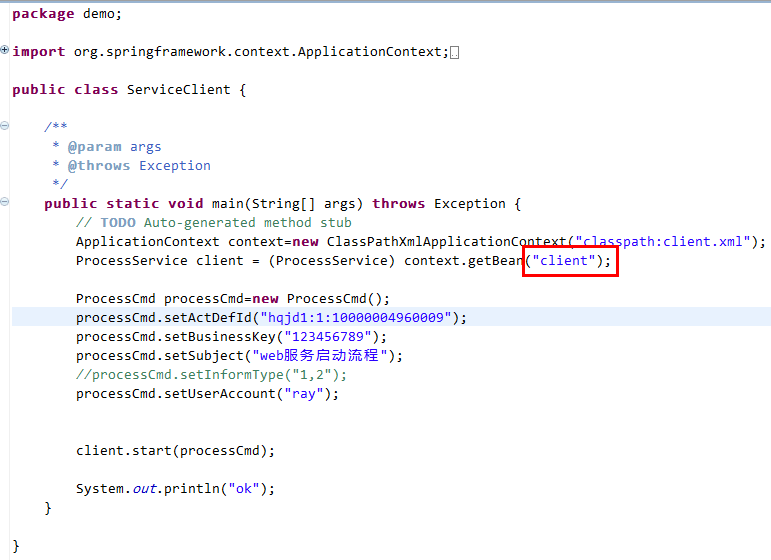 package demo;
import org.springframework.context.ApplicationContext;
public class ServiceClient {
/**
* @param args
* @throws Exception
*/
public static void main(String[] args) throws Exception {
// TODO Auto-generated method stub
ApplicationContext context=new ClassPathXmlApplicationContext("classpath:client.xml");
ProcessService client = (ProcessService) context.getBean("client");
ProcessCmd processCmd=new ProcessCmd();
processCmd.setActDefId("hqjd1:1:10000004960009");
processCmd.setBusinessKey("123456789");
processCmd.setSubject("web服务启动流程");
//processCmd.setInformType("1,2");
processCmd.setUserAccount("ray");
client.start(processCmd);
System.out.println("ok");
}
}